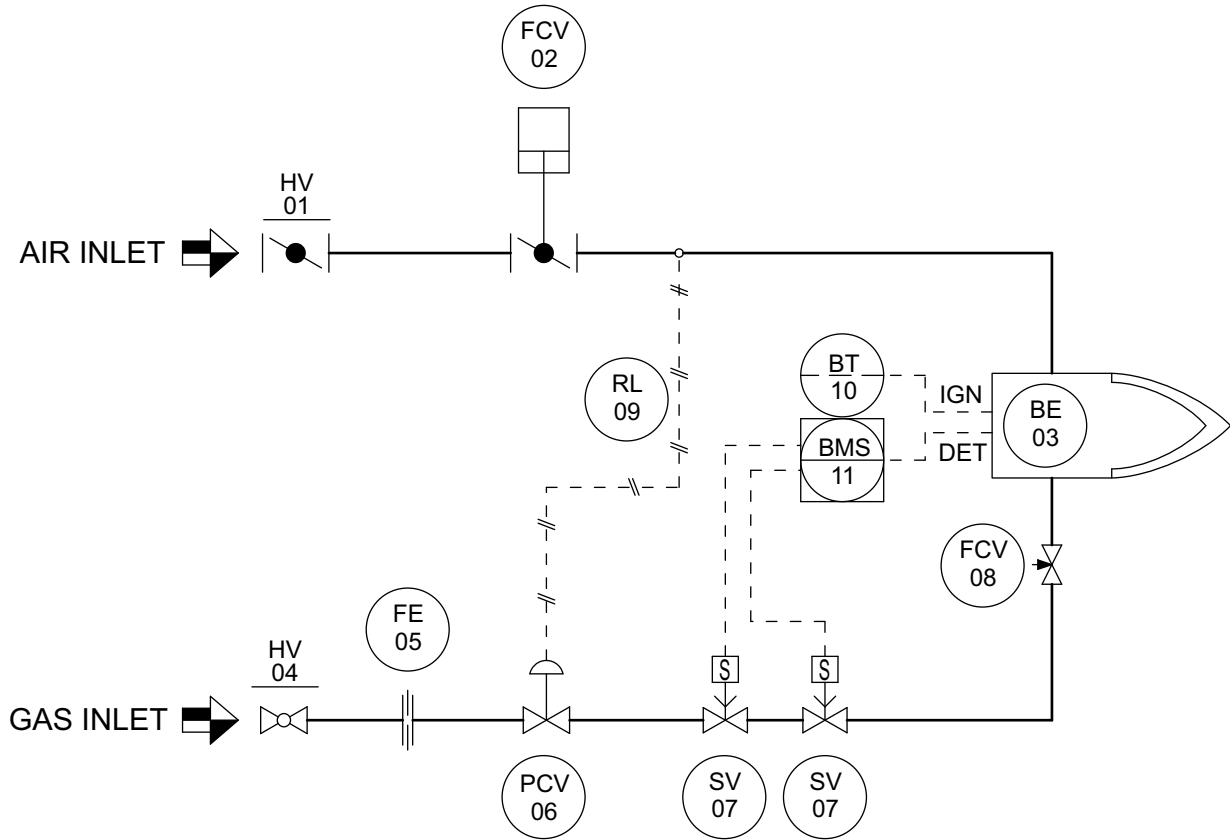 FCV
02
HV
01
AIR INLET
RL
09
BT
10
IGN
BE
03
BMS
11
DET
FCV
08
FE
05
HV
04
S
S
GAS INLET
PCV
06
SV
07
SV
07